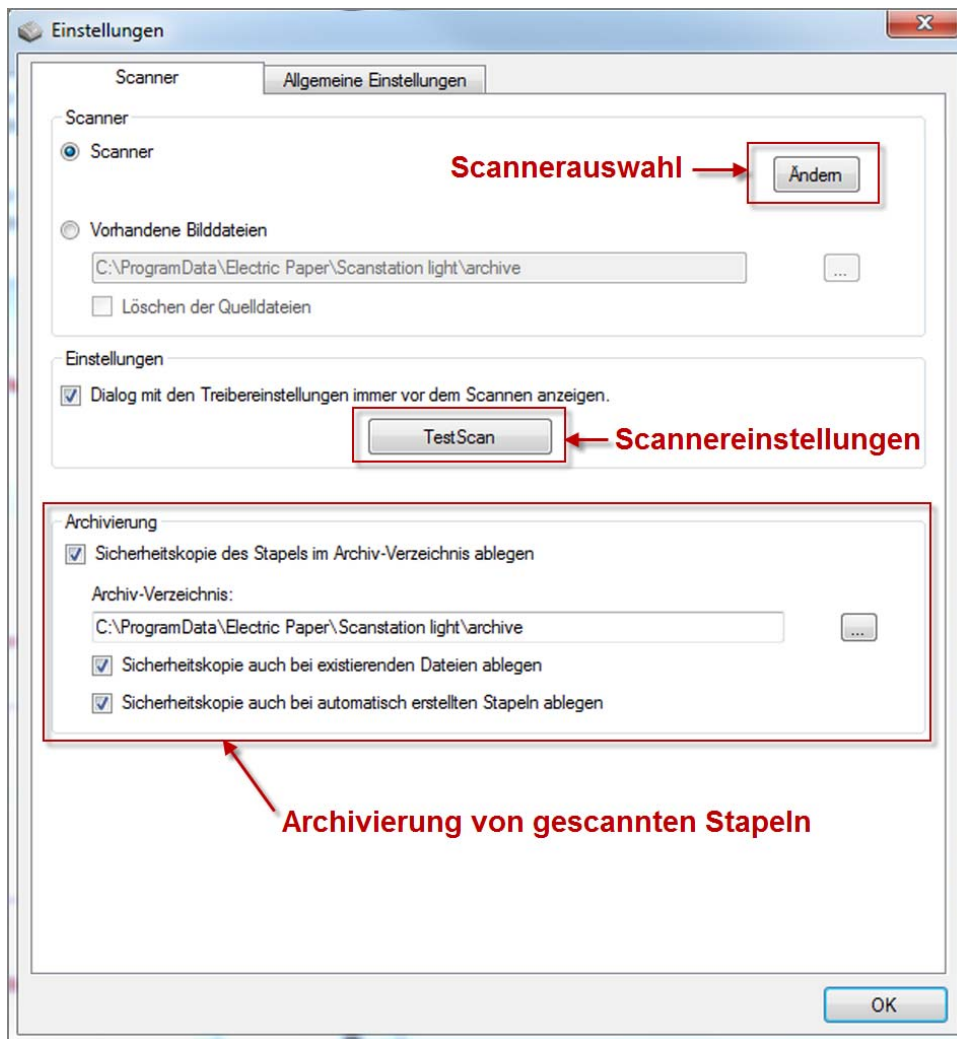 Einstellungen
Scanner
Allgemeine Einstellungen
Scanner
Scanner
Scannerauswahl
Ändern
Vorhandene Bilddateien
C:\ProgramData\Electric Paper\Scanstation light\archive
...
Löschen der Quelldateien
Einstellungen
Dialog mit den Treibereinstellungen immer vor dem Scannen anzeigen.
TestScan
Scannereinstellungen
Archivierung
Sicherheitskopie des Stapels im Archiv-Verzeichnis ablegen
Archiv-Verzeichnis:
C:\ProgramData\Electric Paper\Scanstation light\archive
...
Sicherheitskopie auch bei existierenden Dateien ablegen
Sicherheitskopie auch bei automatisch erstellten Stapeln ablegen
Archivierung von gescannten Stapeln
OK